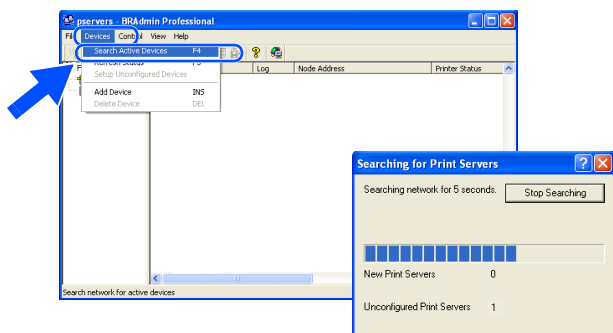 pservers - BRAdmin Professional
Devices Control View Help
Search Active Devices F4
Refresh Status F5
Setup Unconfigured Devices
Add Device INS
Delete Device DEL
Log Node Address Printer Status
Search network for active devices
Searching for Print Servers
Searching network for 5 seconds.
Stop Searching
New Print Servers 0
Unconfigured Print Servers 1